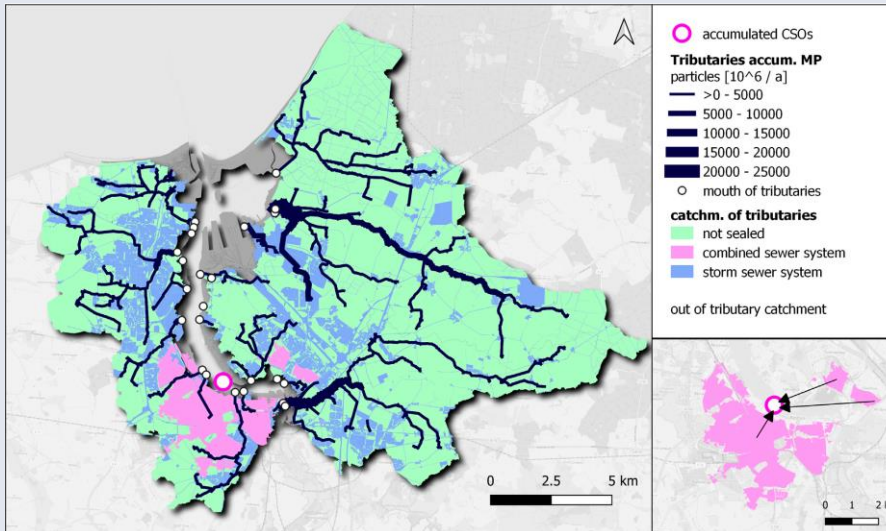 accumulated CSOs
Tributaries accum. MP
particles [10^6 / a]
>0 - 5000
5000 - 10000
10000 - 15000
15000 - 20000
20000 - 25000
mouth of tributaries
catchm. of tributaries
not sealed
combined sewer system
storm sewer system
out of tributary catchment
0 2.5 5 km
0 1 2